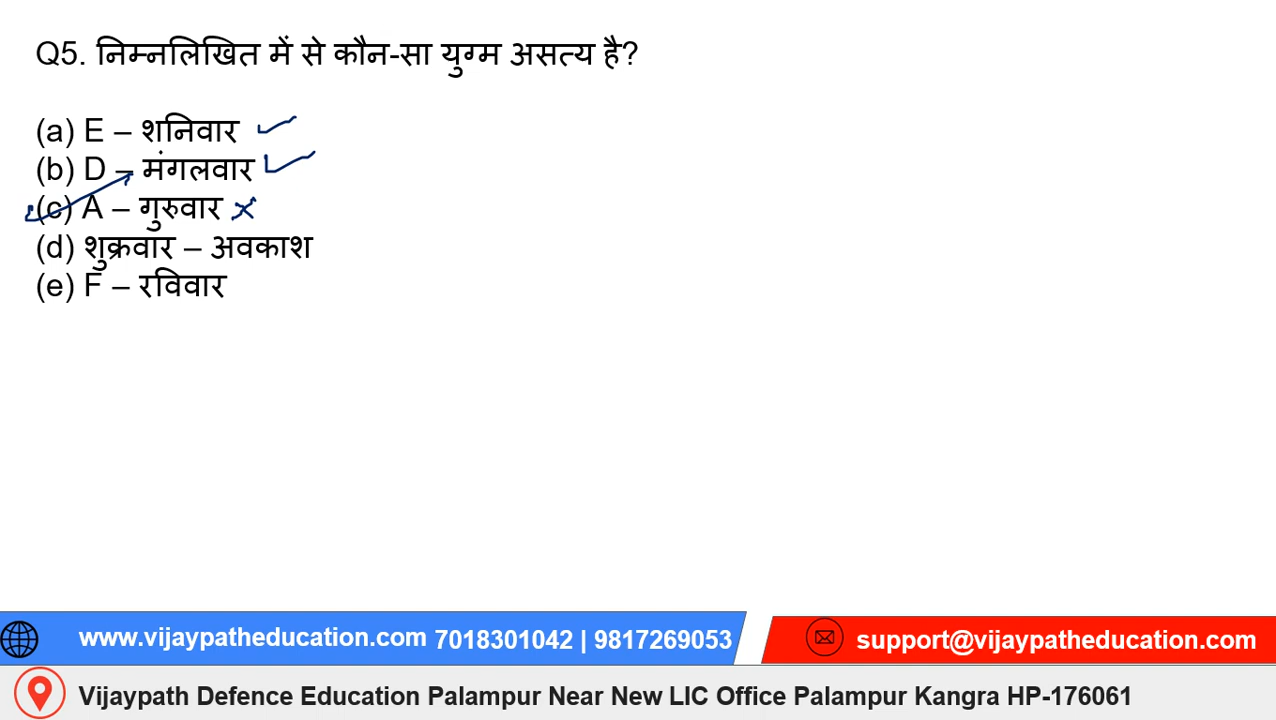 Q5. निम्नलिखित में से कौन-सा युग्म असत्य है?
(a) E – शनिवार
(b) D – मंगलवार
(c) A – गुरुवार
(d) शुक्रवार – अवकाश
(e) F – रविवार
www.vijaypatheducation.com 7018301042 | 9817269053 support@vijaypatheducation.com
Vijaypath Defence Education Palampur Near New LIC Office Palampur Kangra HP-176061